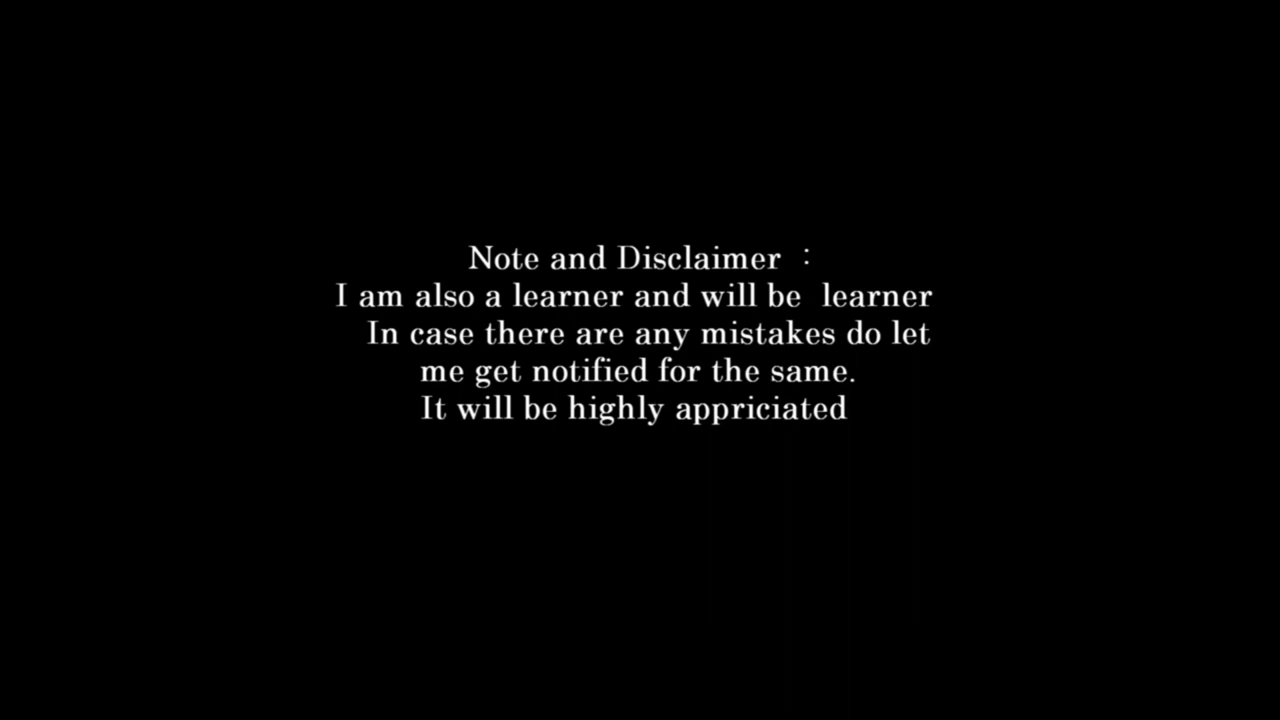 Note and Disclaimer :
I am also a learner and will be learner
In case there are any mistakes do let
me get notified for the same.
It will be highly appriciated